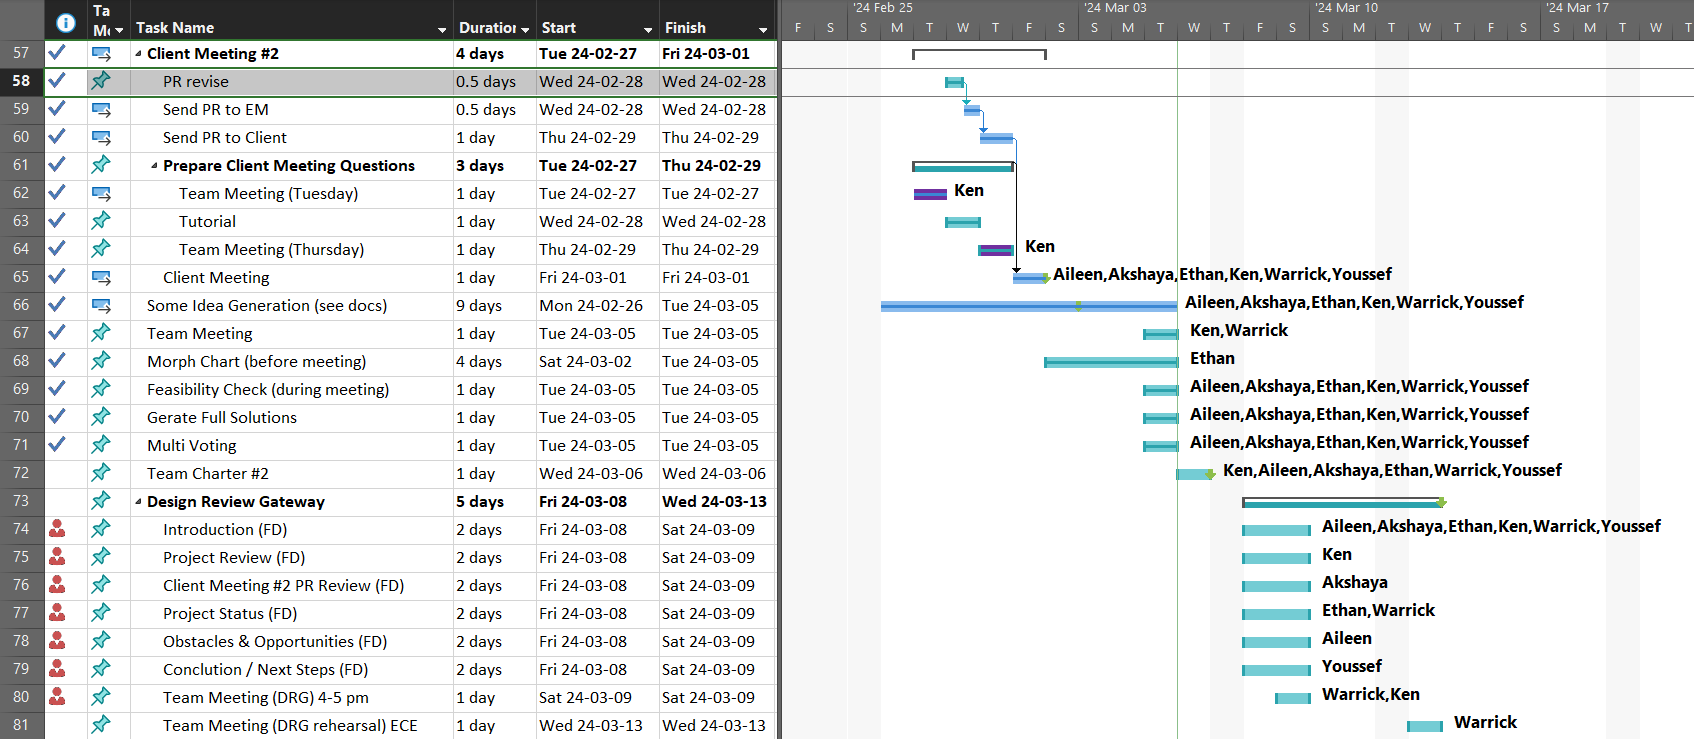 Ta
Mc Task Name Duration Start Finish
'24 Feb 25 '24 Mar 03 '24 Mar 10 '24 Mar 17
F S S M T W T F S S M T W T F S S M T W T F S S M T W T
57 Client Meeting #2 4 days Tue 24-02-27 Fri 24-03-01
58 PR revise 0.5 days Wed 24-02-28 Wed 24-02-28
59 Send PR to EM 0.5 days Wed 24-02-28 Wed 24-02-28
60 Send PR to Client 1 day Thu 24-02-29 Thu 24-02-29
61 Prepare Client Meeting Questions 3 days Tue 24-02-27 Thu 24-02-29
62 Team Meeting (Tuesday) 1 day Tue 24-02-27 Tue 24-02-27 Ken
63 Tutorial 1 day Wed 24-02-28 Wed 24-02-28
64 Team Meeting (Thursday) 1 day Thu 24-02-29 Thu 24-02-29 Ken
65 Client Meeting 1 day Fri 24-03-01 Fri 24-03-01 Aileen,Akshaya,Ethan,Ken,Warrick,Youssef
66 Some Idea Generation (see docs) 9 days Mon 24-02-26 Tue 24-03-05 Aileen,Akshaya,Ethan,Ken,Warrick,Youssef
67 Team Meeting 1 day Tue 24-03-05 Tue 24-03-05 Ken,Warrick
68 Morph Chart (before meeting) 4 days Sat 24-03-02 Tue 24-03-05 Ethan
69 Feasibility Check (during meeting) 1 day Tue 24-03-05 Tue 24-03-05 Aileen,Akshaya,Ethan,Ken,Warrick,Youssef
70 Gerate Full Solutions 1 day Tue 24-03-05 Tue 24-03-05 Aileen,Akshaya,Ethan,Ken,Warrick,Youssef
71 Multi Voting 1 day Tue 24-03-05 Tue 24-03-05 Aileen,Akshaya,Ethan,Ken,Warrick,Youssef
72 Team Charter #2 1 day Wed 24-03-06 Wed 24-03-06 Ken,Aileen,Akshaya,Ethan,Warrick,Youssef
73 Design Review Gateway 5 days Fri 24-03-08 Wed 24-03-13
74 Introduction (FD) 2 days Fri 24-03-08 Sat 24-03-09 Aileen,Akshaya,Ethan,Ken,Warrick,Youssef
75 Project Review (FD) 2 days Fri 24-03-08 Sat 24-03-09 Ken
76 Client Meeting #2 PR Review (FD) 2 days Fri 24-03-08 Sat 24-03-09 Akshaya
77 Project Status (FD) 2 days Fri 24-03-08 Sat 24-03-09 Ethan,Warrick
78 Obstacles & Opportunities (FD) 2 days Fri 24-03-08 Sat 24-03-09 Aileen
79 Conclution / Next Steps (FD) 2 days Fri 24-03-08 Sat 24-03-09 Youssef
80 Team Meeting (DRG) 4-5 pm 1 day Sat 24-03-09 Sat 24-03-09 Warrick,Ken
81 Team Meeting (DRG rehearsal) ECE 1 day Wed 24-03-13 Wed 24-03-13 Warrick